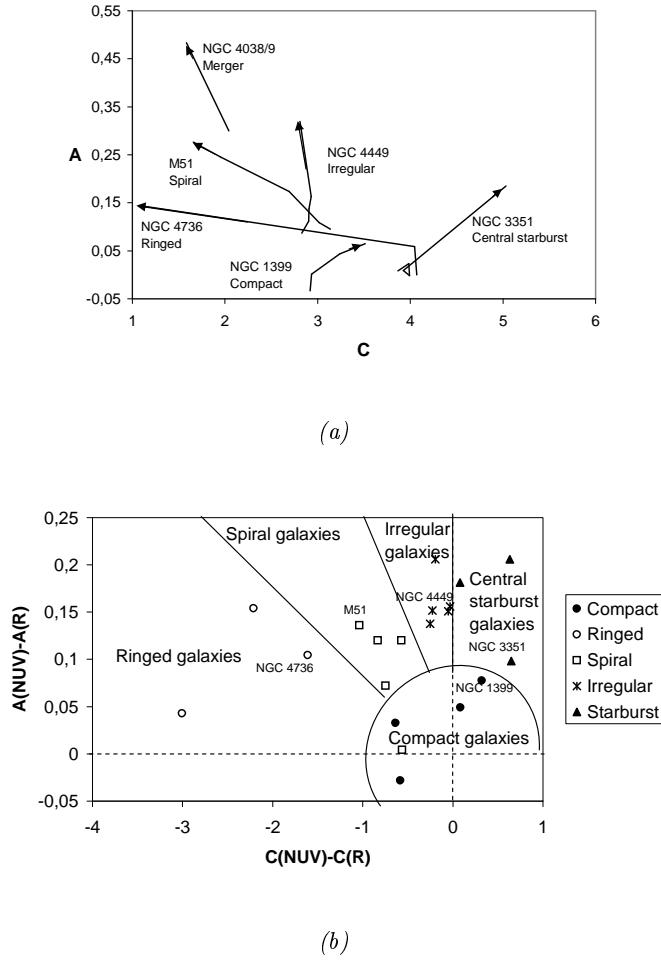 0,55
0,45
0,35
0,25
0,15
0,05
-0,05
A
NGC 4038/9
Merger
M51
Spiral
NGC 4449
Irregular
NGC 4736
Ringed
NGC 3351
Central starburst
NGC 1399
Compact
1 2 3 4 5 6
C
(a)
0,25
0,2
0,15
0,1
0,05
0
-0,05
A(NUV)-A(R)
Spiral galaxies
Irregular
galaxies
Central
starburst
galaxies
NGC 4449
M51
Ringed galaxies
NGC 4736
NGC 3351
NGC 1399
Compact galaxies
-4 -3 -2 -1 0 1
C(NUV)-C(R)
Compact
Ringed
Spiral
Irregular
Starburst
(b)